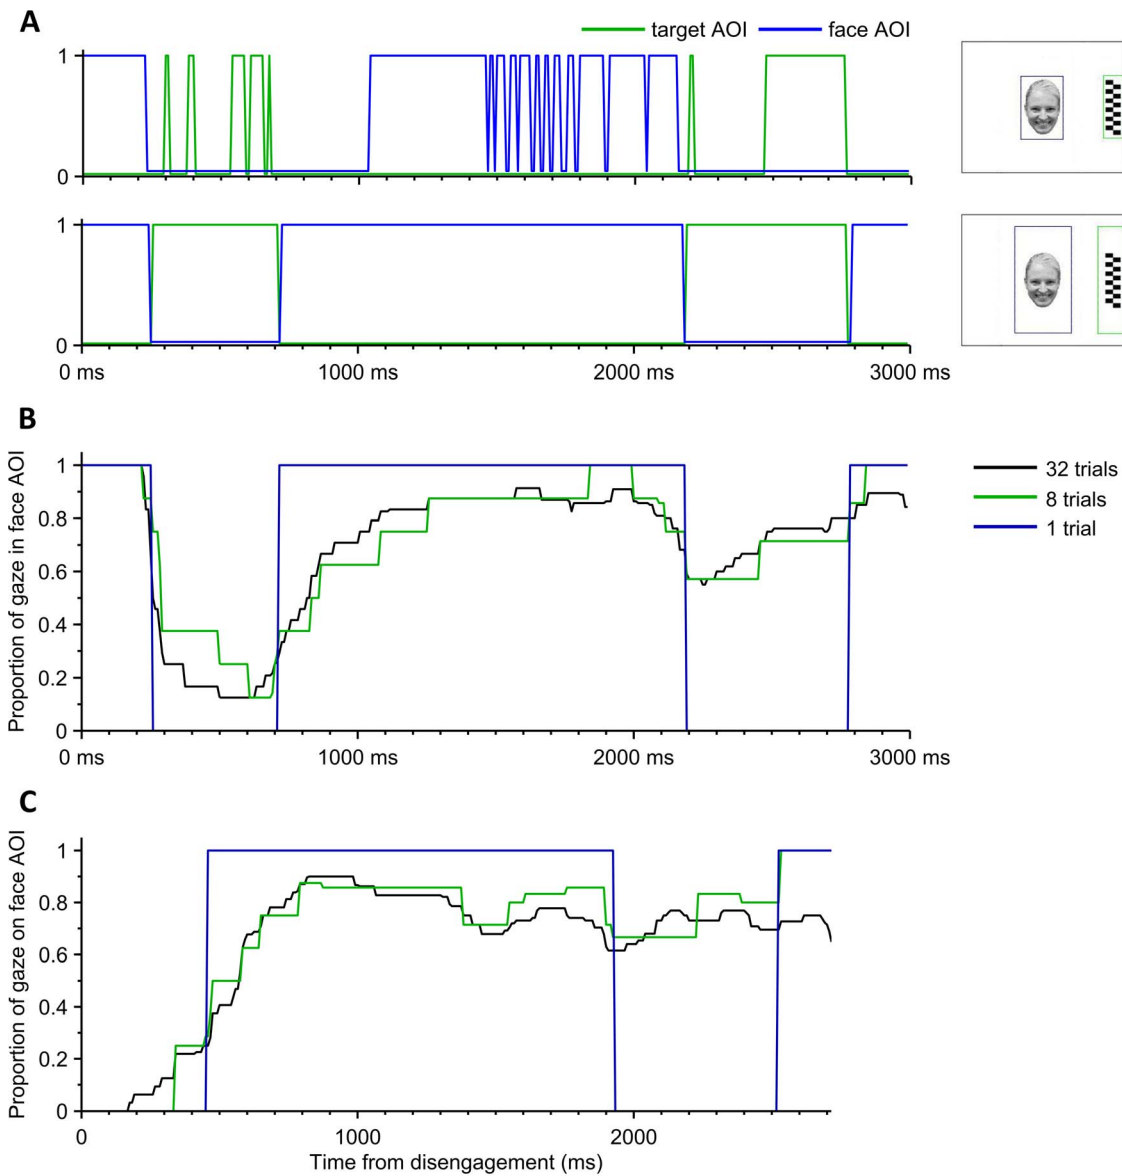 A
target AOI face AOI
1
0
1
0
0 ms 1000 ms 2000 ms 3000 ms
B
Proportion of gaze in face AOI
1
0.8
0.6
0.4
0.2
0
0 ms 1000 ms 2000 ms 3000 ms
32 trials
8 trials
1 trial
C
Proportion of gaze on face AOI
1
0.8
0.6
0.4
0.2
0
0 1000 2000
Time from disengagement (ms)